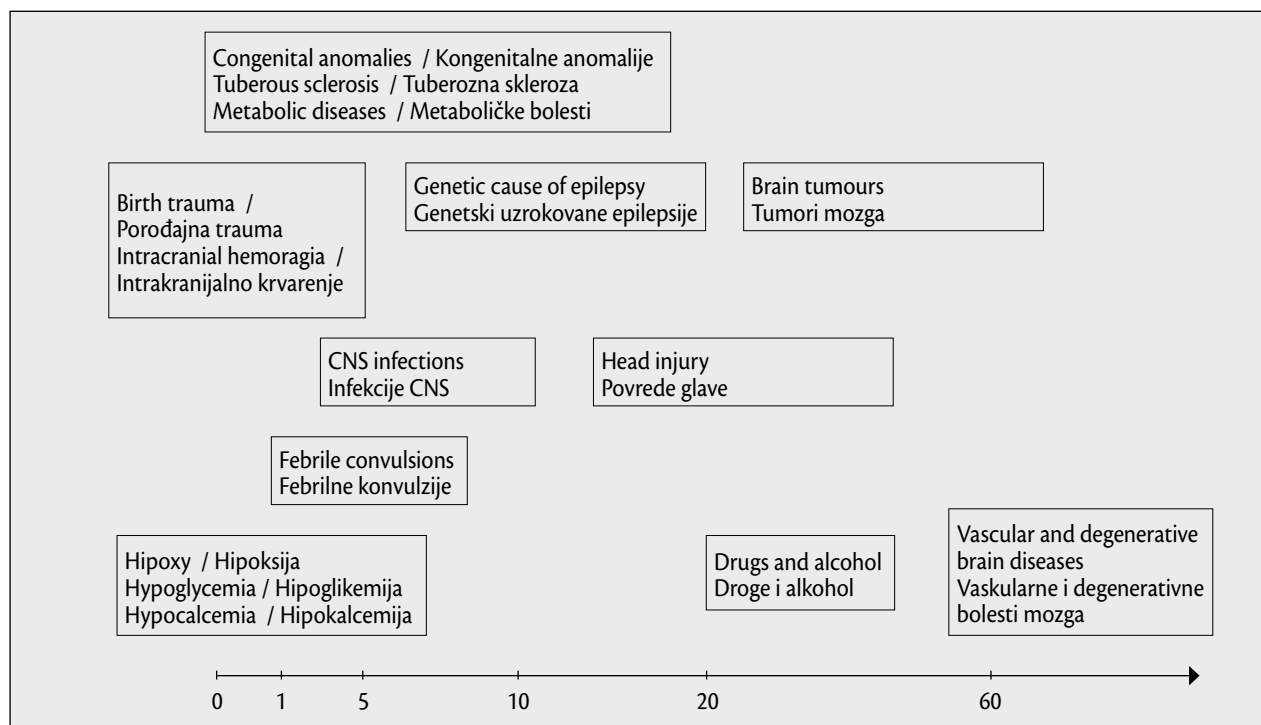 Congenital anomalies / Kongenitalne anomalije
Tuberous sclerosis / Tuberozna skleroza
Metabolic diseases / Metaboličke bolesti
Birth trauma /
Porođajna trauma
Intracranial hemoragia /
Intrakranijalno krvarenje
Genetic cause of epilepsy
Genetski uzrokovane epilepsije
Brain tumours
Tumori mozga
CNS infections
Infekcije CNS
Head injury
Povrede glave
Febrile convulsions
Febrilne konvulzije
Hipoxy / Hipoksija
Hypoglycemia / Hipoglikemija
Hypocalcemia / Hipokalcemija
Drugs and alcohol
Droge i alkohol
Vascular and degenerative
brain diseases
Vaskularne i degenerativne
bolesti mozga
0 1 5 10 20 60